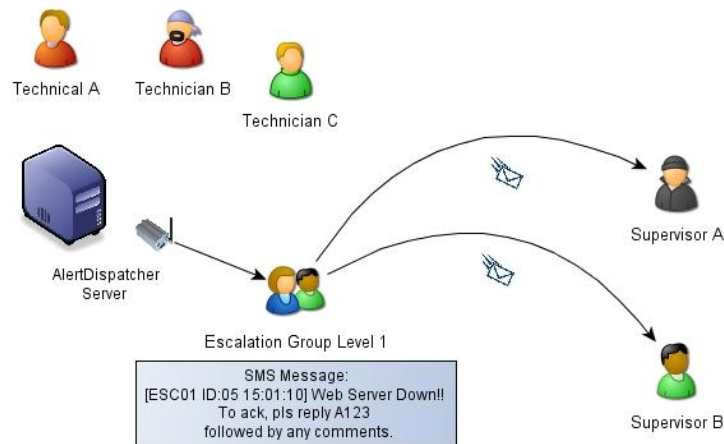 Technical A
Technician B
Technician C
AlertDispatcher
Server
Supervisor A
Escalation Group Level 1
SMS Message:
[ESC01 ID:05 15:01:10] Web Server Down!!
To ack, pls reply A123
followed by any comments.
Supervisor B